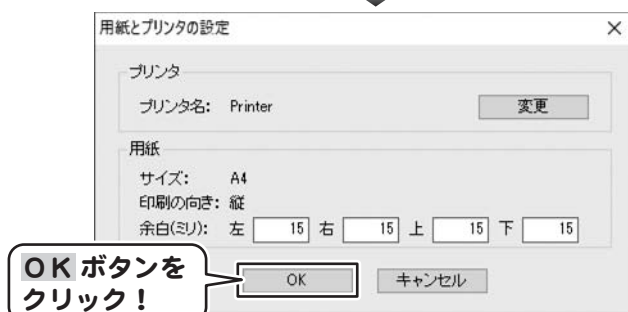 用紙とプリンタの設定
プリンタ
プリンタ名: Printer 変更
用紙
サイズ: A4
印刷の向き: 縦
余白(ミリ): 左 15 右 15 上 15 下 15
OK キャンセル
ＯＫボタンを
クリック！